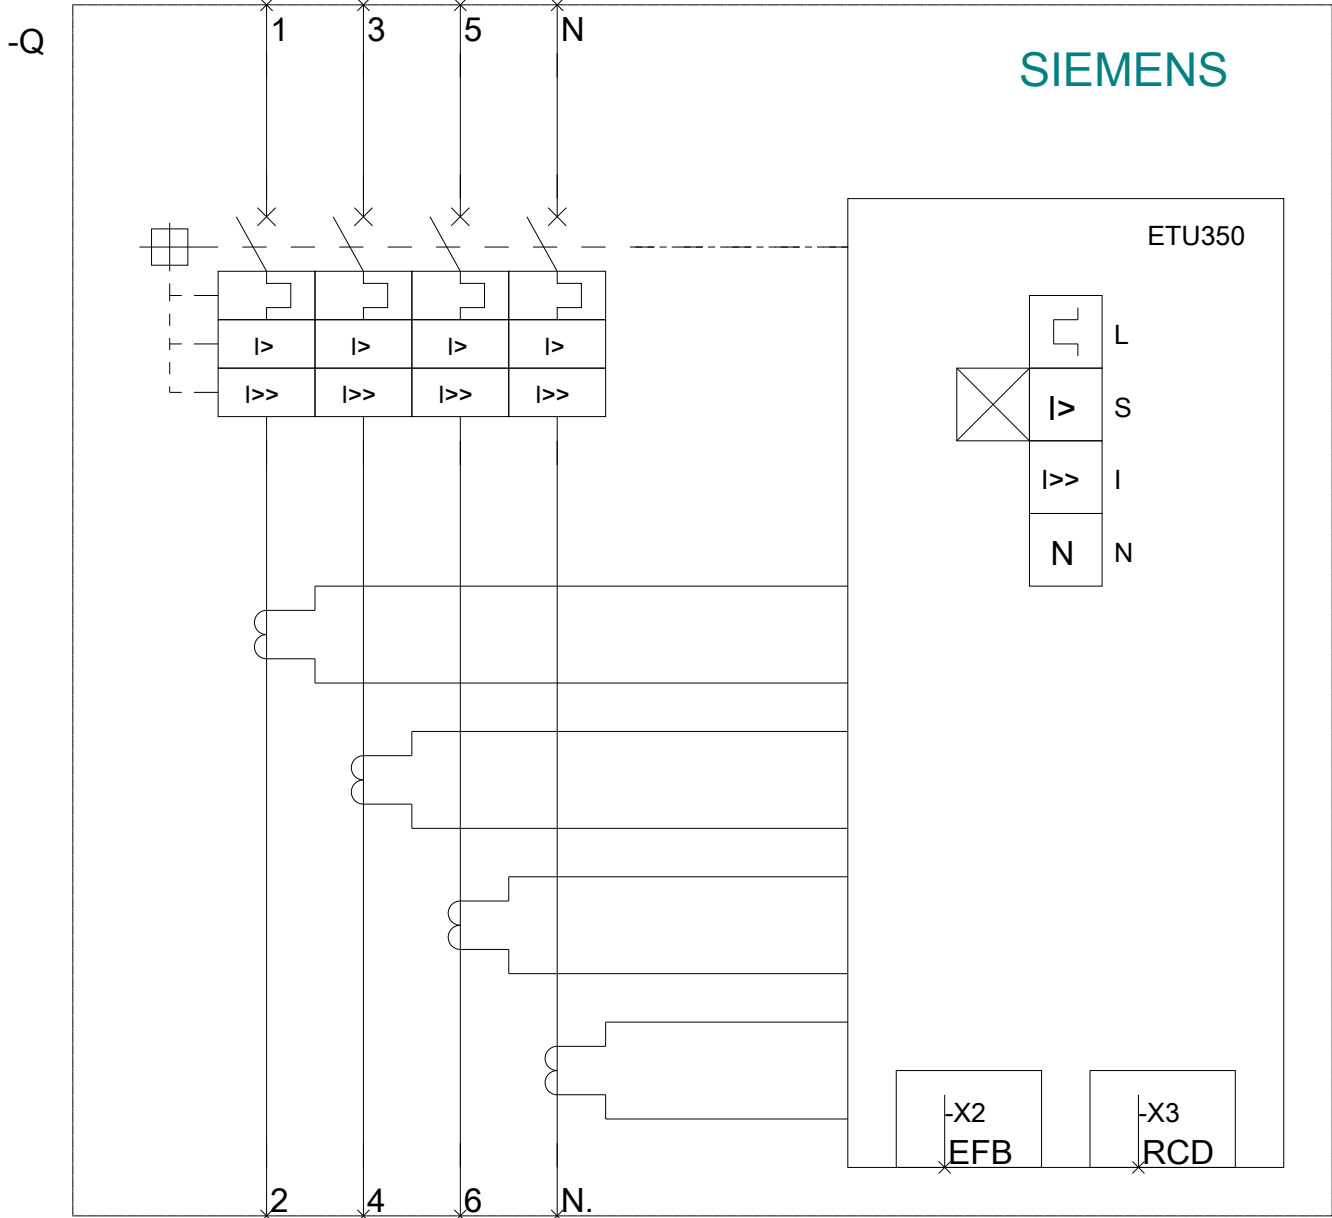 1 3 5 N
-Q
SIEMENS
ETU350
L
I> I> I> I>
I>> I>> I>> I>>
I> S
I>> I
N N
-X2 -X3
EFB RCD
2 4 6 N.